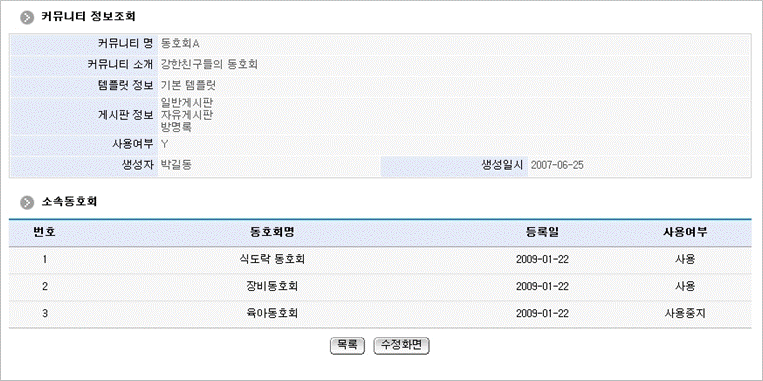 커뮤니티 정보조회
커뮤니티 명 동호회A
커뮤니티 소개 강한친구들의 동호회
템플릿 정보 기본 템플릿
게시판 정보 일반게시판
자유게시판
방명록
사용여부 Y
생성자 박길동 생성일시 2007-06-25
소속동호회
번호 동호회명 등록일 사용여부
1 식도락 동호회 2009-01-22 사용
2 장비동호회 2009-01-22 사용
3 육아동호회 2009-01-22 사용중지
목록 수정화면